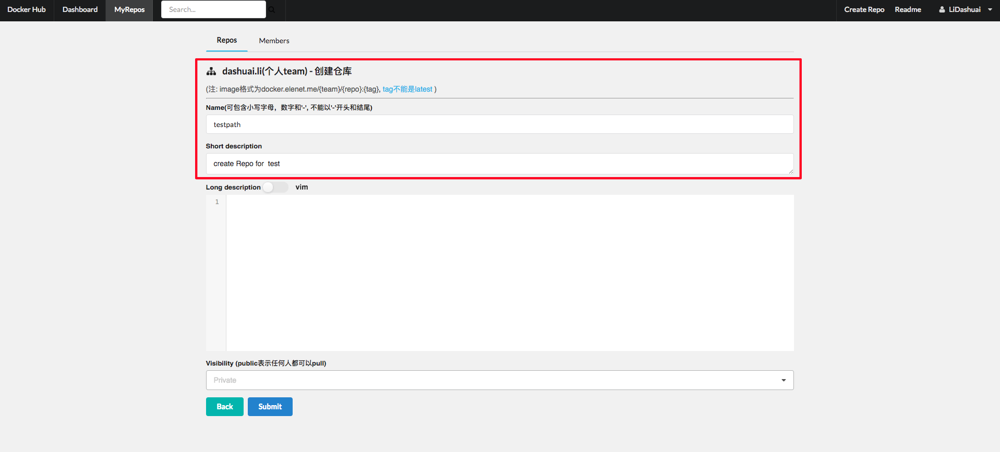 Docker Hub Dashboard MyRepos Search... Create Repo Readme LiDashuai
Repos Members
dashuai.li(个人team) - 创建仓库
(注: image格式为docker.elenet.me/{team}/{repo}:{tag}, tag不能是latest )
Name(可包含小写字母，数字和'-', 不能以'-'开头和结尾)
testpath
Short description
create Repo for  test
Long description vim
1
Visibility (public表示任何人都可以pull)
Private
Back Submit